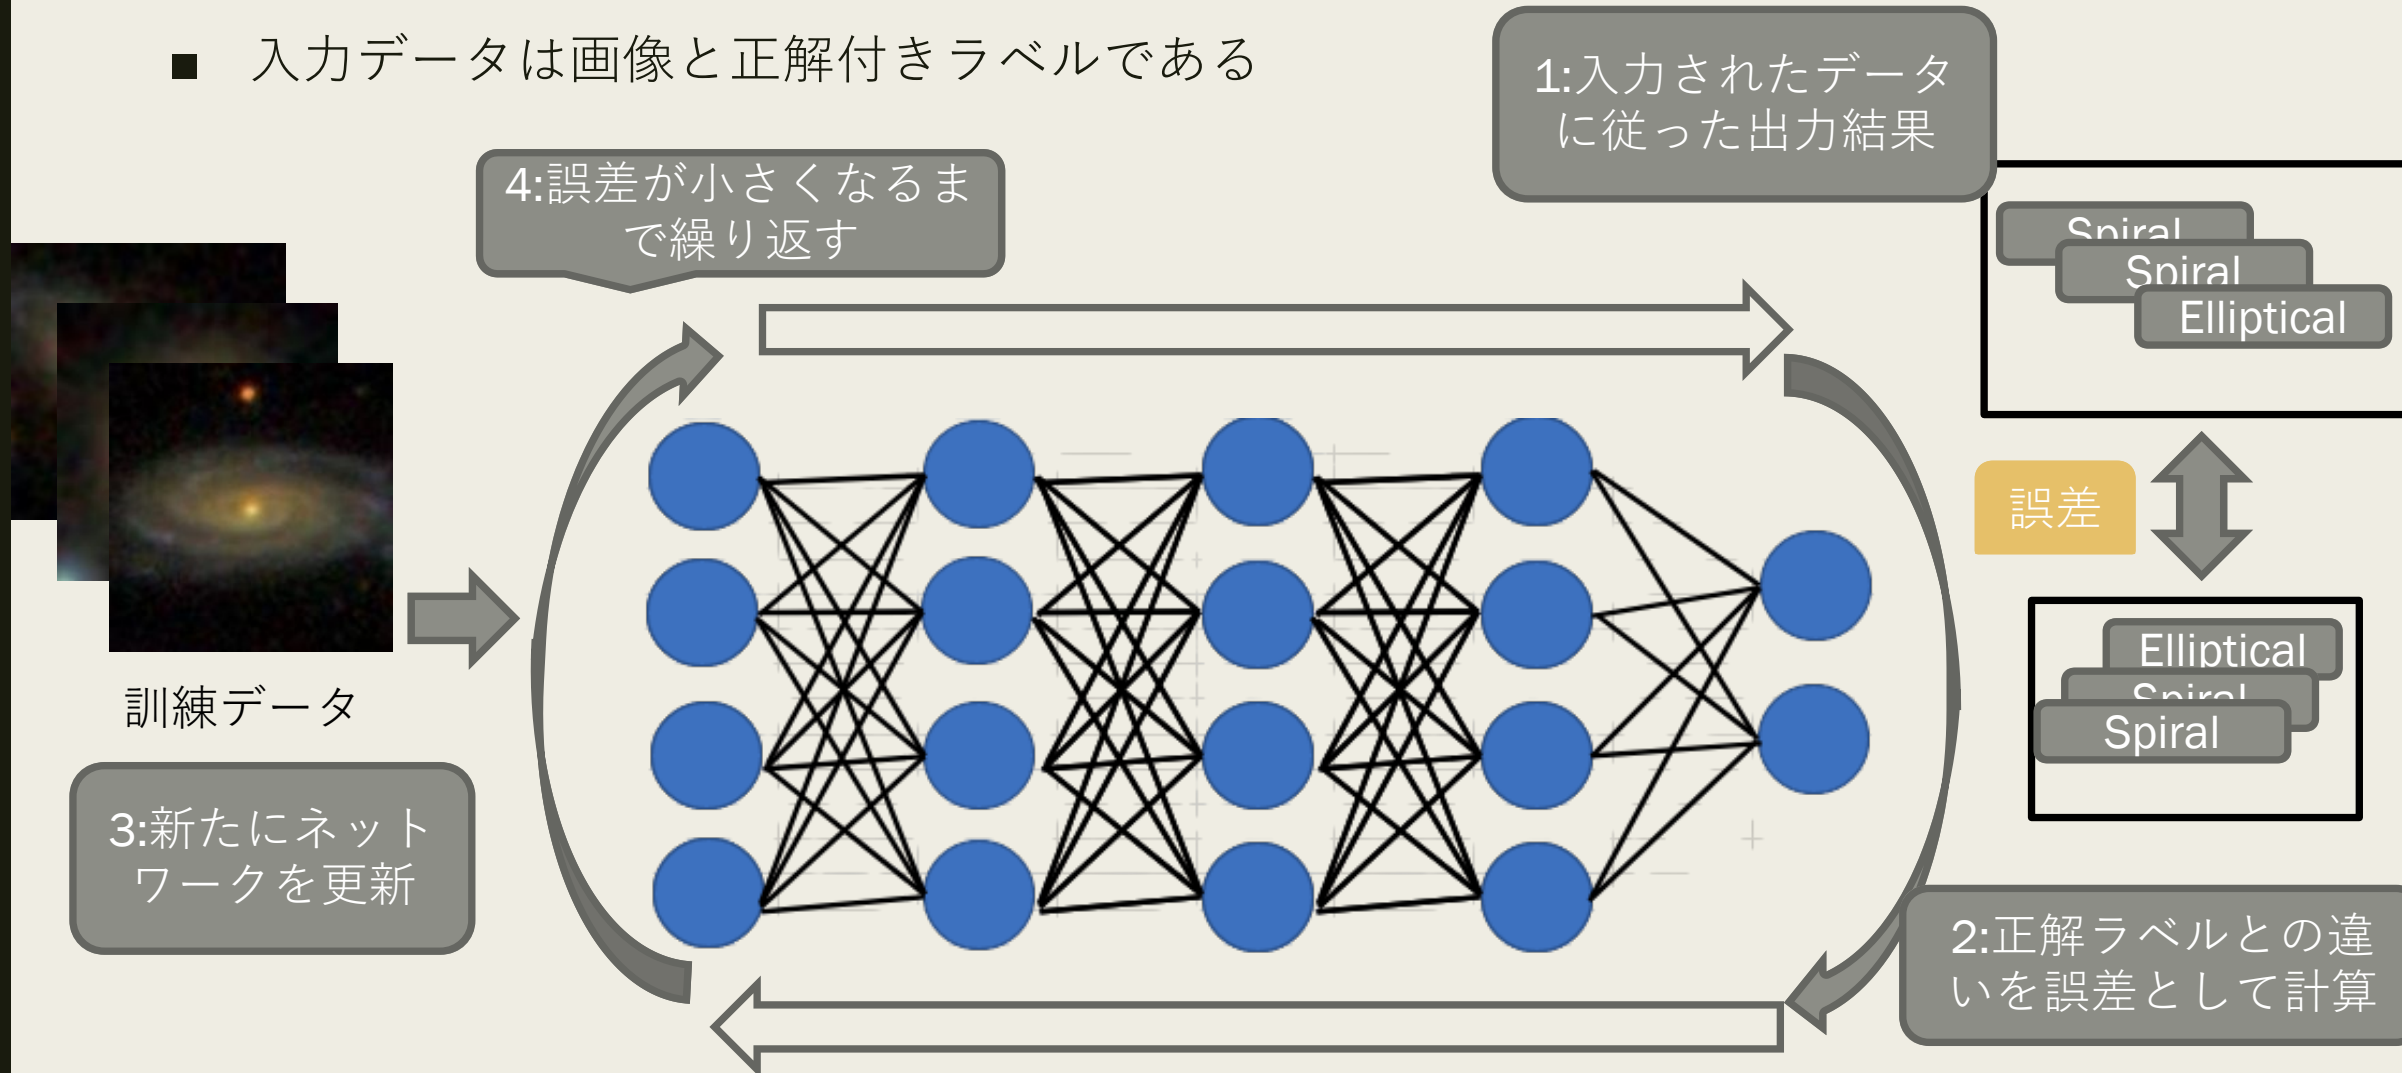 ■ 入力データは画像と正解付きラベルである
1:入力されたデータ
に従った出力結果
4:誤差が小さくなるま
で繰り返す
Spiral
Spiral
Elliptical
誤差
Elliptical
Spiral
Spiral
訓練データ
3:新たにネット
ワークを更新
2:正解ラベルとの違
いを誤差として計算